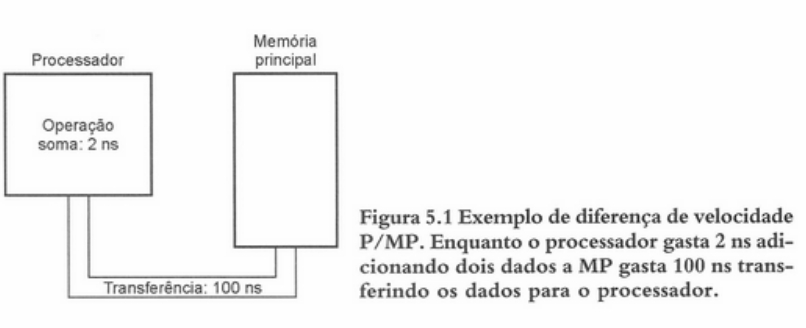 Processador
Memória
principal
Operação
soma: 2 ns
Transferência: 100 ns
Figura 5.1 Exemplo de diferença de velocidade
P/MP. Enquanto o processador gasta 2 ns adi-
cionando dois dados a MP gasta 100 ns trans-
ferindo os dados para o processador.